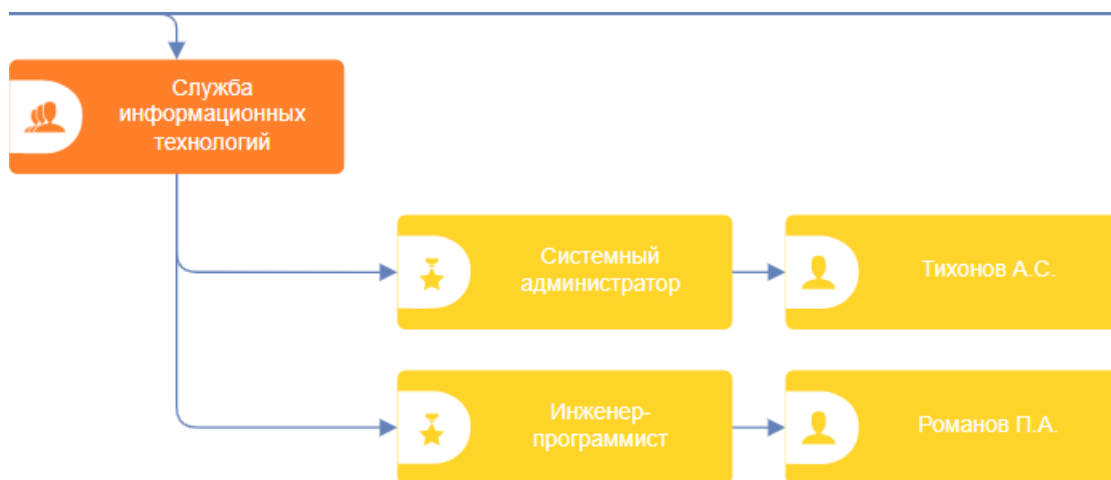 Служба
информационных
технологий
Системный
администратор
Тихонов А.С.
Инженер-
программист
Романов П.А.